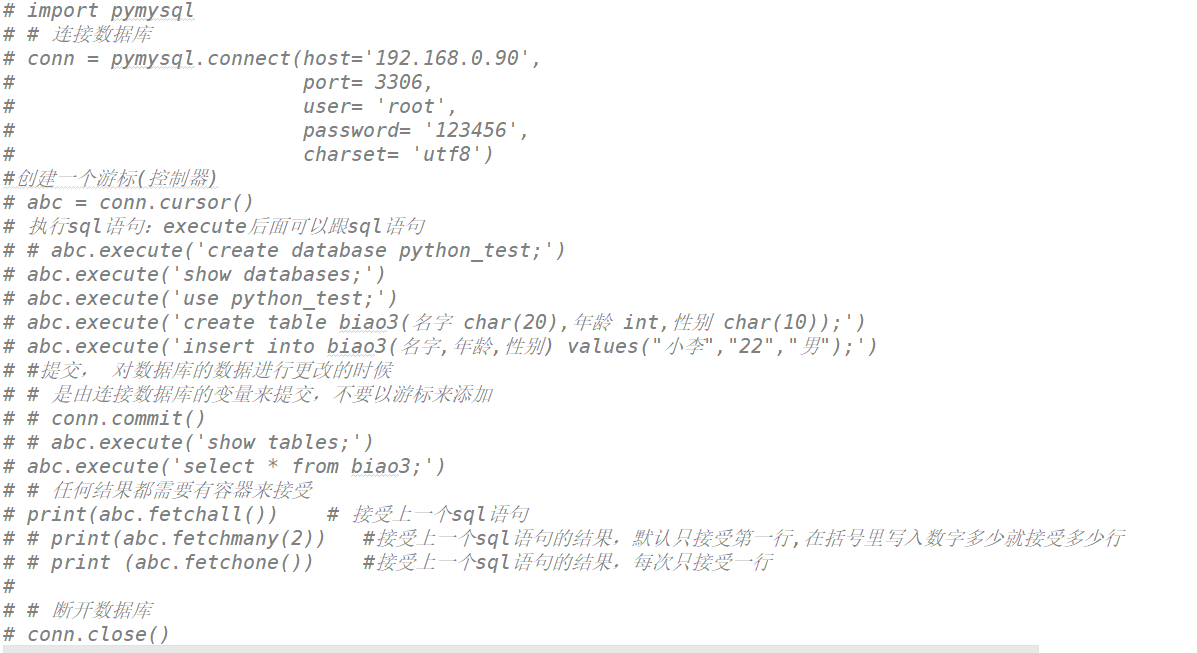 # import pymysql
# # 连接数据库
# conn = pymysql.connect(host='192.168.0.90',
#                        port= 3306,
#                        user= 'root',
#                        password= '123456',
#                        charset= 'utf8')
#创建一个游标(控制器)
# abc = conn.cursor()
# 执行sql语句：execute后面可以跟sql语句
# # abc.execute('create database python_test;')
# abc.execute('show databases;')
# abc.execute('use python_test;')
# abc.execute('create table biao3(名字 char(20),年龄 int,性别 char(10));')
# abc.execute('insert into biao3(名字,年龄,性别) values("小李","22","男");')
# #提交， 对数据库的数据进行更改的时候
# # 是由连接数据库的变量来提交，不要以游标来添加
# # conn.commit()
# # abc.execute('show tables;')
# abc.execute('select * from biao3;')
# # 任何结果都需要有容器来接受
# print(abc.fetchall())    # 接受上一个sql语句
# # print(abc.fetchmany(2))   #接受上一个sql语句的结果，默认只接受第一行,在括号里写入数字多少就接受多少行
# # print (abc.fetchone())    #接受上一个sql语句的结果，每次只接受一行
#
# # 断开数据库
# conn.close()